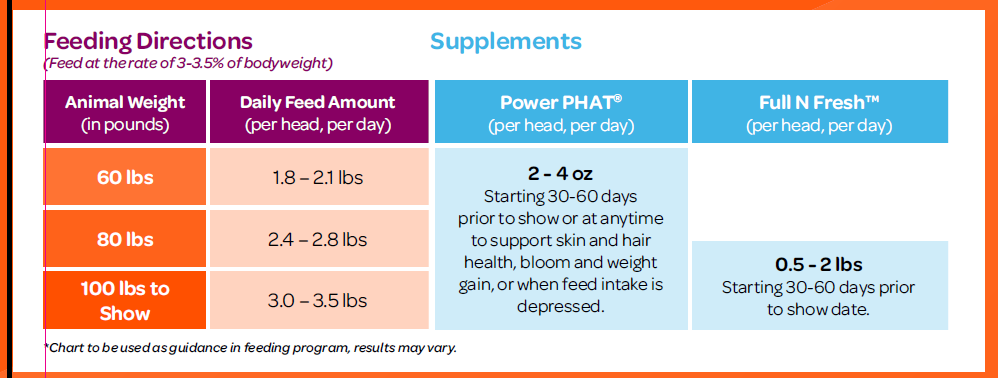 Feeding Directions
(Feed at the rate of 3-3.5% of bodyweight)
Supplements
Animal Weight
(in pounds)
Daily Feed Amount
(per head, per day)
Power PHAT®
(per head, per day)
Full N Fresh™
(per head, per day)
60 lbs
1.8 – 2.1 lbs
80 lbs
2.4 – 2.8 lbs
100 lbs to
Show
3.0 – 3.5 lbs
2 - 4 oz
Starting 30-60 days
prior to show or at anytime
to support skin and hair
health, bloom and weight
gain, or when feed intake is
depressed.
0.5 - 2 lbs
Starting 30-60 days prior
to show date.
*Chart to be used as guidance in feeding program, results may vary.